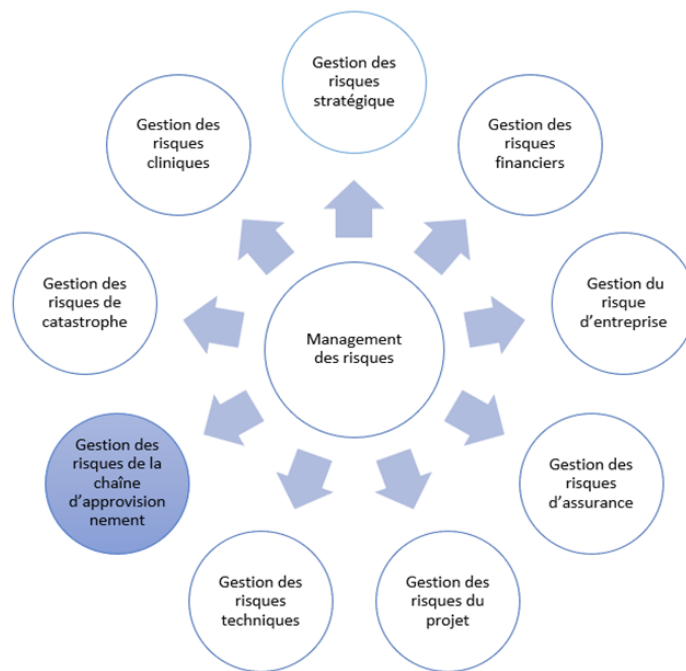 Gestion des
risques
stratégique
Gestion des
risques
financiers
Gestion du
risque
d'entreprise
Gestion des
risques
d'assurance
Gestion des
risques du
projet
Gestion des
risques
techniques
Gestion des
risques de la
chaîne
d'approvision
nement
Gestion des
risques de
catastrophe
Gestion des
risques
cliniques
Management
des risques